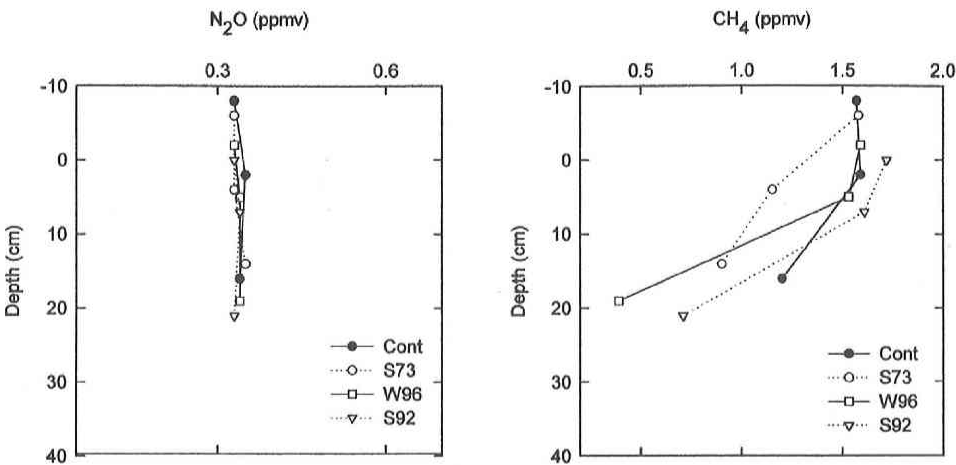 N2O (ppmv)
0.3 0.6
-10
0
10
20
30
40
Depth (cm)
Cont
S73
W96
S92
CH4 (ppmv)
0.5 1.0 1.5 2.0
-10
0
10
20
30
40
Depth (cm)
Cont
S73
W96
S92